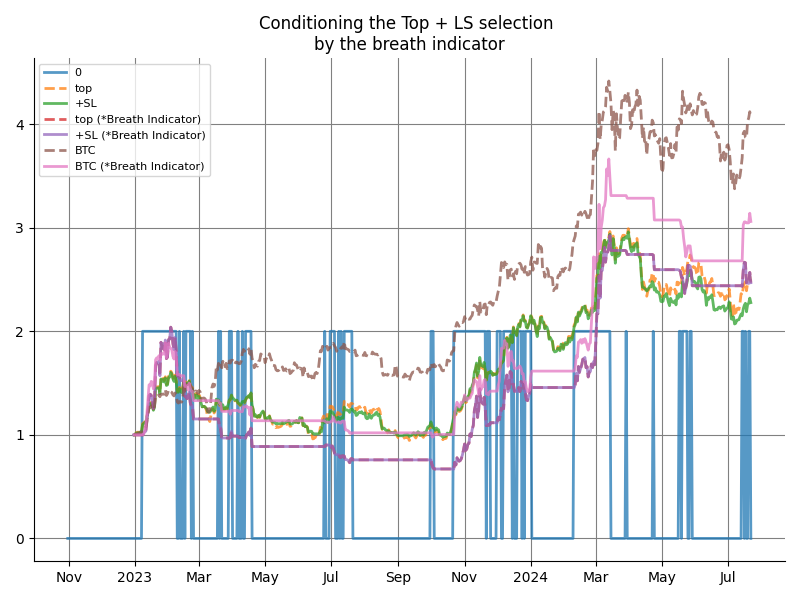 Conditioning the Top + LS selection
by the breath indicator
0
top
+SL
top (*Breath Indicator)
+SL (*Breath Indicator)
BTC
BTC (*Breath Indicator)
4
3
2
1
0
Nov
2023
Mar
May
Jul
Sep
Nov
2024
Mar
May
Jul